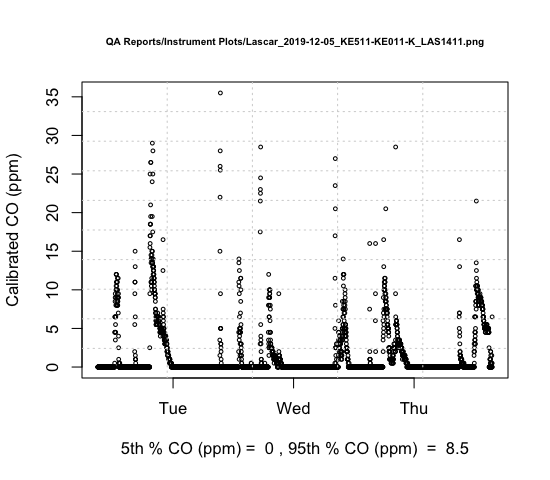 QA Reports/Instrument Plots/Lascar_2019-12-05_KE511-KE011-K_LAS1411.png
35
30
25
20
15
10
5
0
Calibrated CO (ppm)
Tue Wed Thu
5th % CO (ppm) = 0 , 95th % CO (ppm) = 8.5